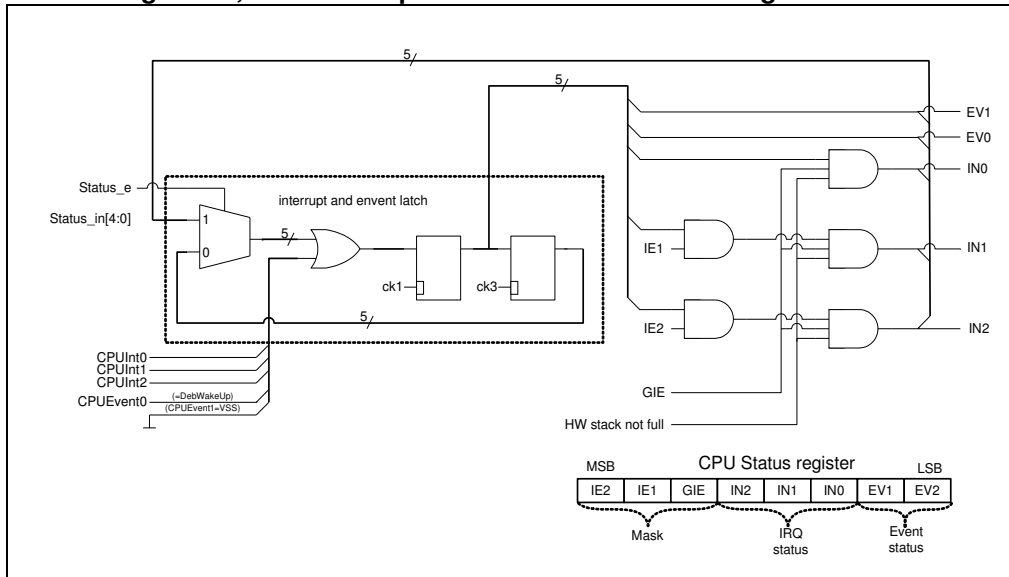 5
5
EV1
EV0
IN0
Status_e
interrupt and envent latch
Status_in[4:0]
1
5
0
IE1
IN1
ck1
ck3
5
IE2
IN2
CPUInt0
CPUInt1
CPUInt2
CPUEvent0
(=DebWakeUp)
(CPUEvent1=VSS)
GIE
HW stack not full
MSB CPU Status register LSB
IE2 IE1 GIE IN2 IN1 IN0 EV1 EV2
Mask
IRQ
status
Event
status